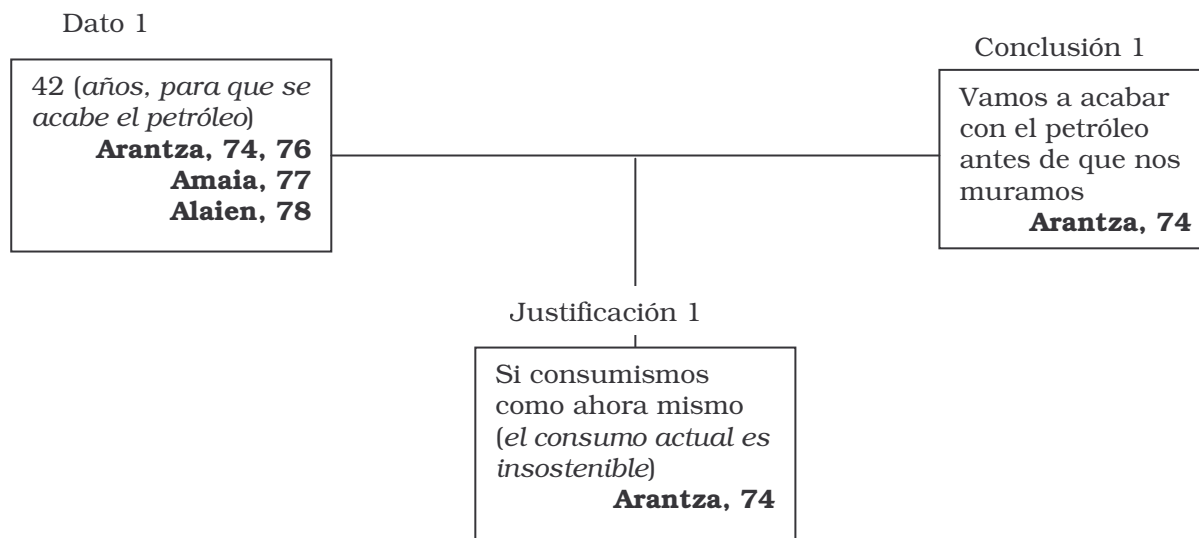 Dato 1
42 (años, para que se
acabe el petróleo)
Arantza, 74, 76
Amaia, 77
Alaien, 78
Conclusión 1
Vamos a acabar
con el petróleo
antes de que nos
muramos
Arantza, 74
Justificación 1
Si consumismos
como ahora mismo
(el consumo actual es
insostenible)
Arantza, 74